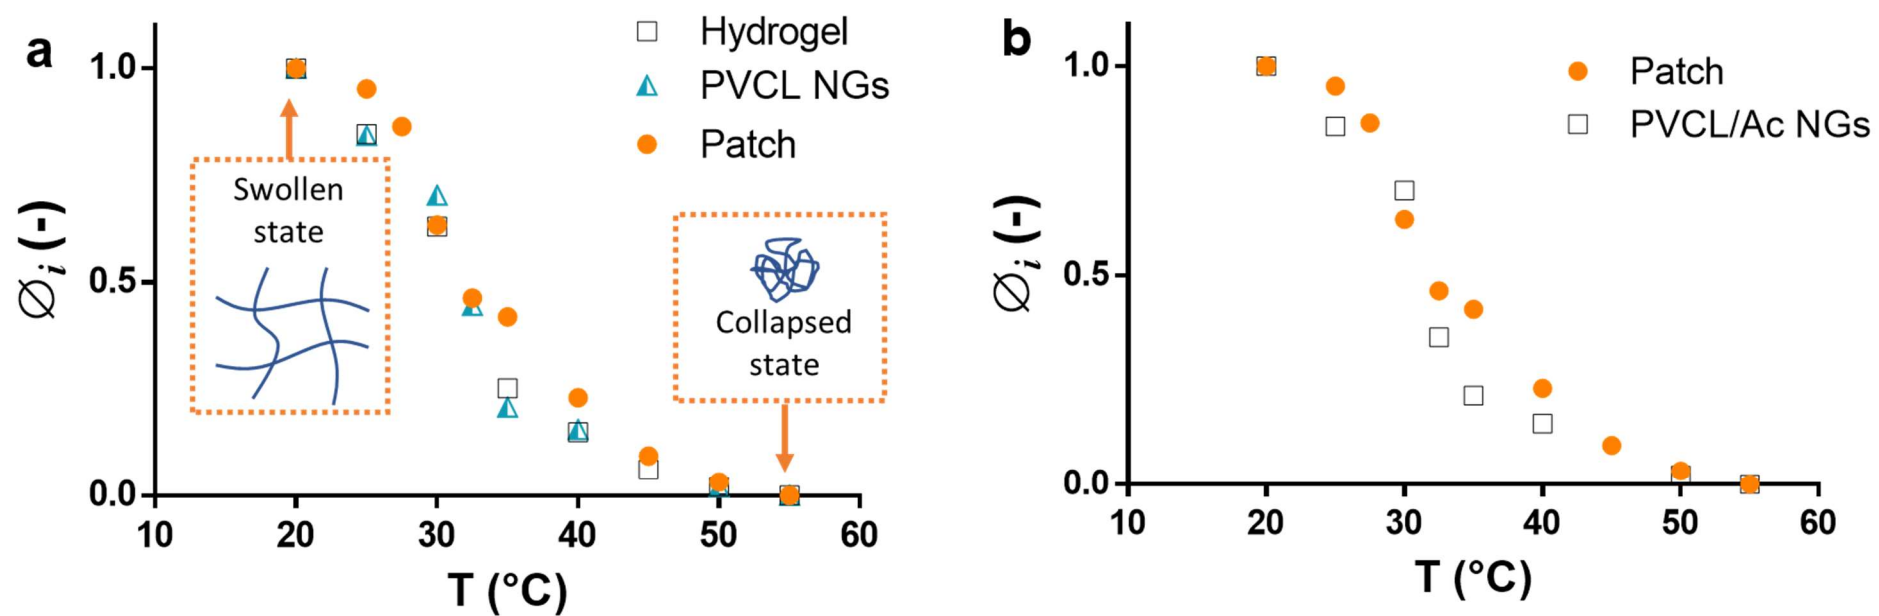 a
Hydrogel
PVCL NGs
Patch
1.0
0.5
0.0
∅i (-)
Swollen
state
Collapsed
state
10 20 30 40 50 60
T (°C)
b
Patch
PVCL/Ac NGs
1.0
0.5
0.0
∅i (-)
10 20 30 40 50 60
T (°C)